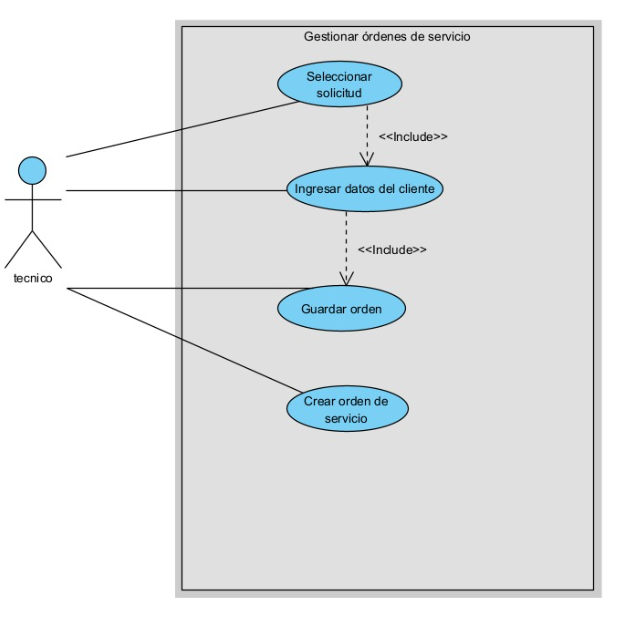 Gestionar órdenes de servicio
Seleccionar
solicitud
<<Include>>
Ingresar datos del cliente
<<Include>>
tecnico
Guardar orden
Crear orden de
servicio